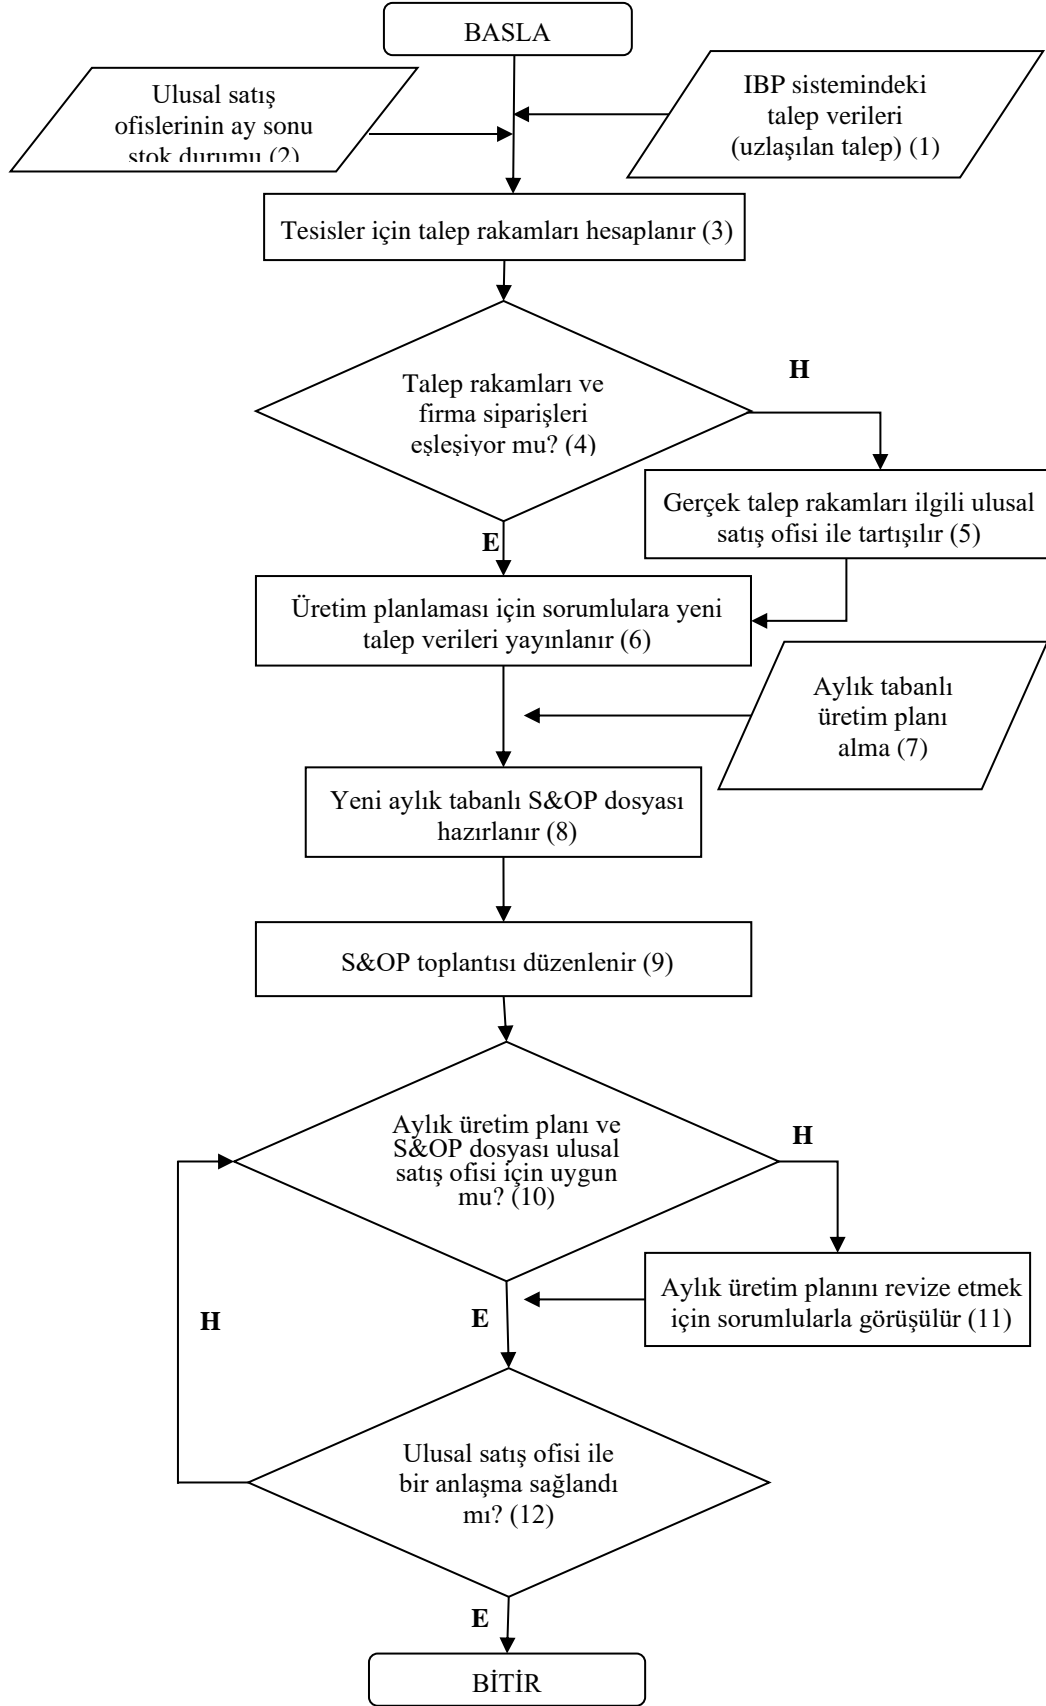 BASLA
Ulusal satış
ofislerinin ay sonu
stok durumu (2)
IBP sistemindeki
talep verileri
(uzlaşılan talep) (1)
Tesisler için talep rakamları hesaplanır (3)
Talep rakamları ve
firma siparişleri
eşleşiyor mu? (4)
H
Gerçek talep rakamları ilgili ulusal
satış ofisi ile tartışılır (5)
E
Üretim planlaması için sorumlulara yeni
talep verileri yayınlanır (6)
Aylık tabanlı
üretim planı
alma (7)
Yeni aylık tabanlı S&OP dosyası
hazırlanır (8)
S&OP toplantısı düzenlenir (9)
Aylık üretim planı ve
S&OP dosyası ulusal
satış ofisi için uygun
mu? (10)
H
Aylık üretim planını revize etmek
için sorumlularla görüşülür (11)
E
H
Ulusal satış ofisi ile
bir anlaşma sağlandı
mı? (12)
E
BİTİR